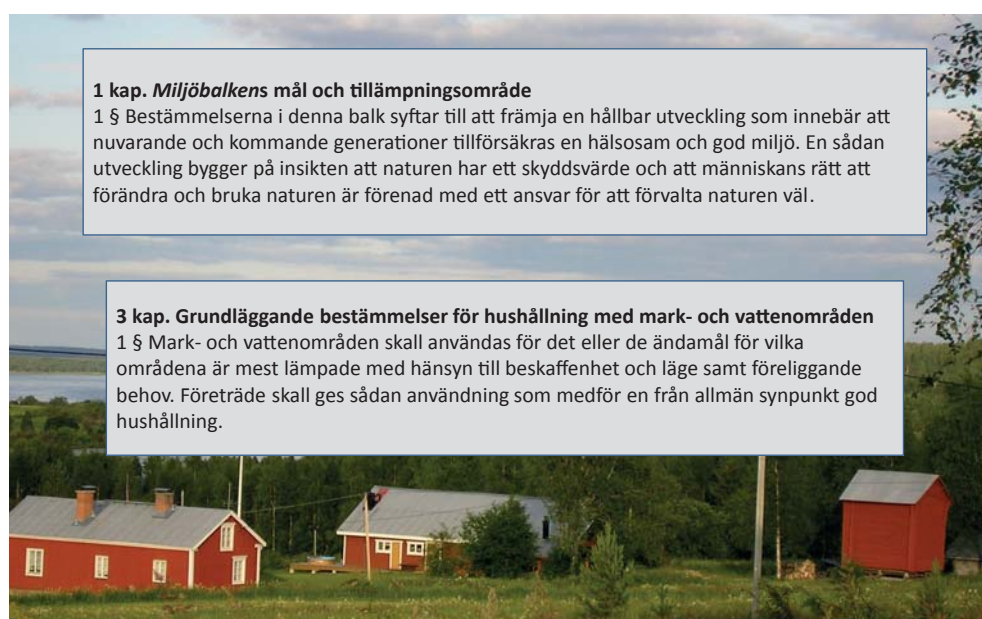 1 kap. Miljöbalkens mål och tillämpningsområde
1 § Bestämmelserna i denna balk syftar till att främja en hållbar utveckling som innebär att
nuvarande och kommande generationer tillförsäkras en hälsosam och god miljö. En sådan
utveckling bygger på insikten att naturen har ett skyddsvärde och att människans rätt att
förändra och bruka naturen är förenad med ett ansvar för att förvalta naturen väl.
3 kap. Grundläggande bestämmelser för hushållning med mark- och vattenområden
1 § Mark- och vattenområden skall användas för det eller de ändamål för vilka
områdena är mest lämpade med hänsyn till beskaffenhet och läge samt föreliggande
behov. Företräde skall ges sådan användning som medför en från allmän synpunkt god
hushållning.